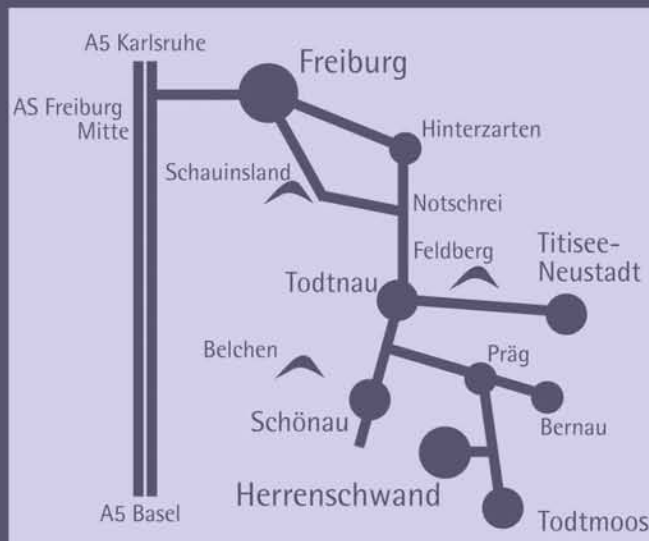 A5 Karlsruhe
Freiburg
AS Freiburg
Mitte
Hinterzarten
Schauinsland
Notschrei
Feldberg
Titisee-
Neustadt
Todtnau
Belchen
Präg
Schönau
Bernau
Herrenschwand
A5 Basel
Todtmoos